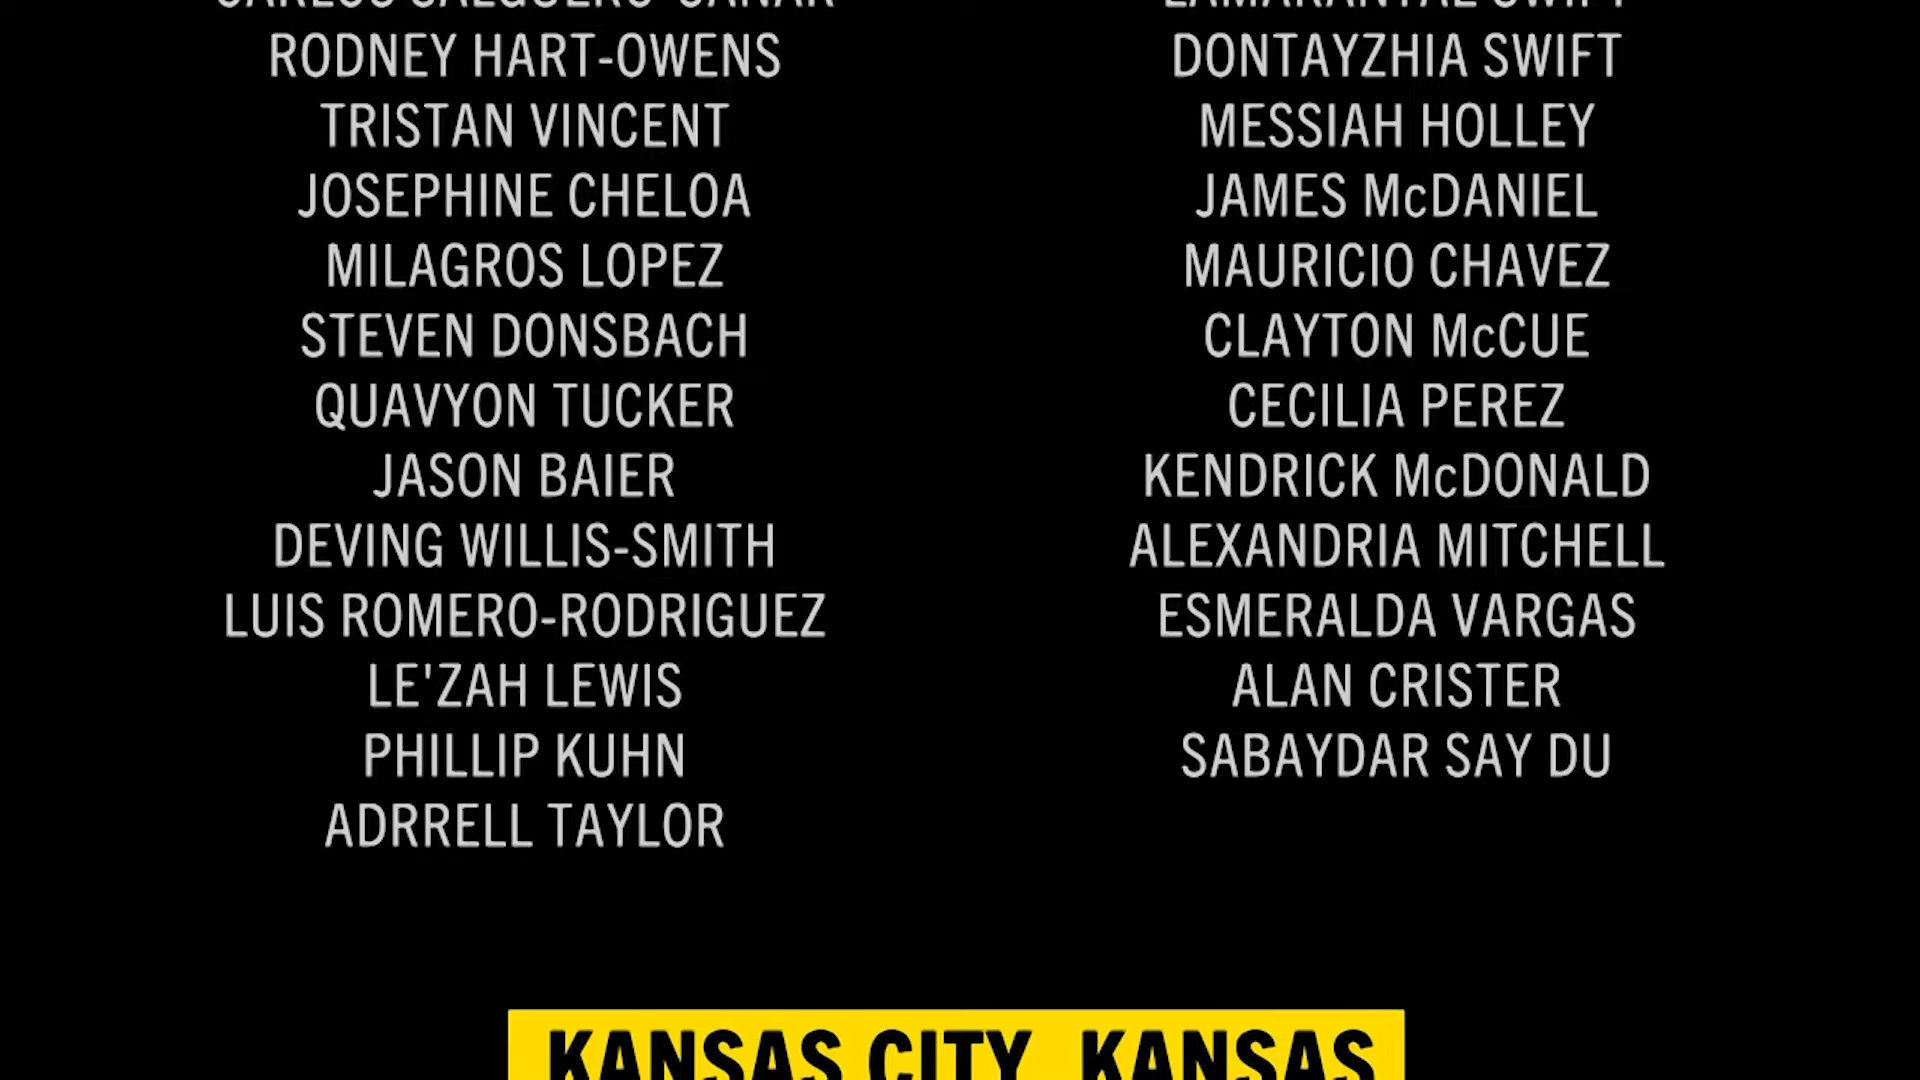 RODNEY HART-OWENS
TRISTAN VINCENT
JOSEPHINE CHELOA
MILAGROS LOPEZ
STEVEN DONSBACH
QUAVYON TUCKER
JASON BAIER
DEVING WILLIS-SMITH
LUIS ROMERO-RODRIGUEZ
LE'ZAH LEWIS
PHILLIP KUHN
ADRRELL TAYLOR
SWIFT
DONTAYZHIA SWIFT
MESSIAH HOLLEY
JAMES McDANIEL
MAURICIO CHAVEZ
CLAYTON McCUE
CECILIA PEREZ
KENDRICK McDONALD
ALEXANDRIA MITCHELL
ESMERALDA VARGAS
ALAN CRISTER
SABAYDAR SAY DU
KANSAS CITY, KANSAS